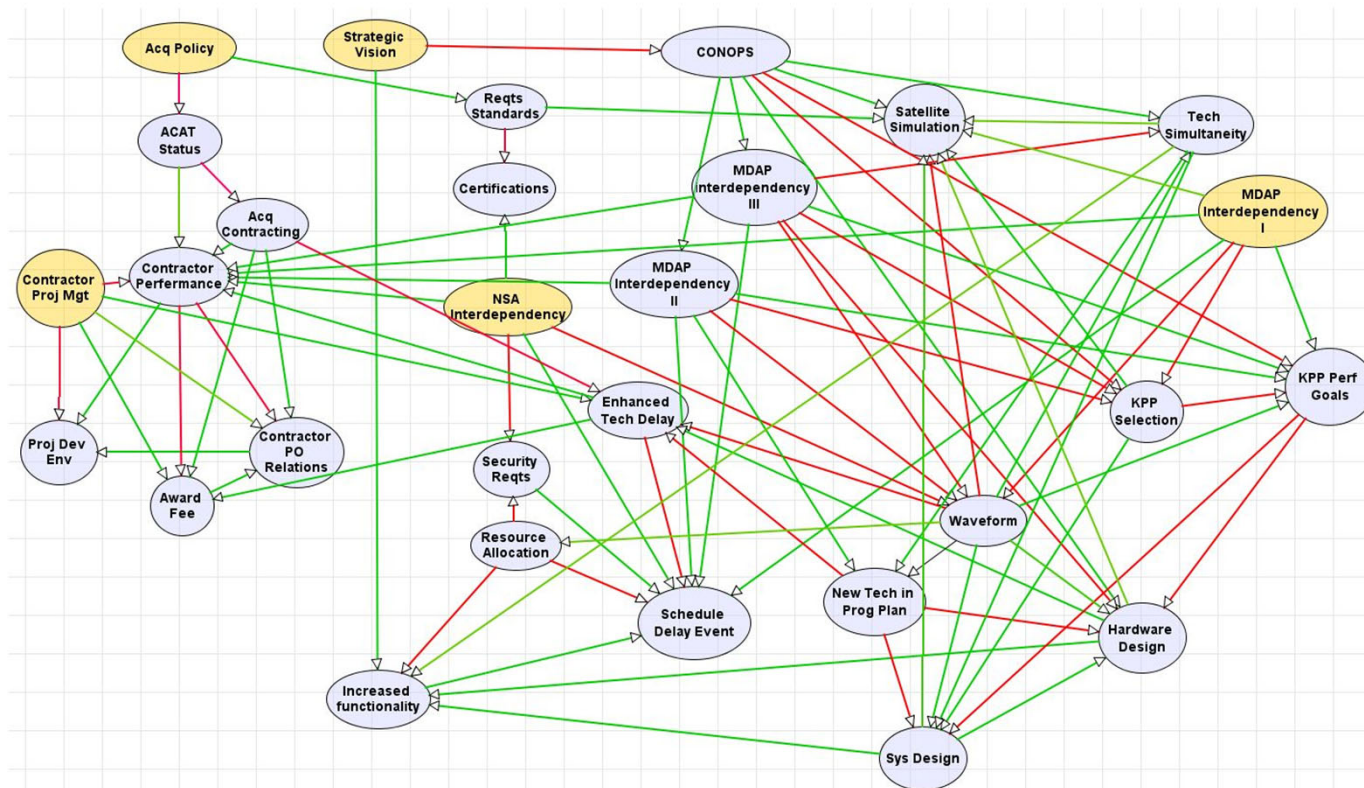 Acq Policy
Strategic
Vision
CONOPS
Reqts
Standards
Satellite
Simulation
Tech
Simultaneity
ACAT
Status
Certifications
MDAP
interdependency
III
MDAP
Interdependency
I
Acq
Contracting
Contractor
Proj Mgt
Contractor
Perfermance
NSA
Interdependency
MDAP
Interdependency
II
KPP Perf
Goals
KPP
Selection
Enhanced
Tech Delay
Proj Dev
Env
Contractor
PO
Relations
Security
Reqts
Award
Fee
Waveform
Resource
Allocation
New Tech in
Prog Plan
Schedule
Delay Event
Hardware
Design
Increased
functionality
Sys Design